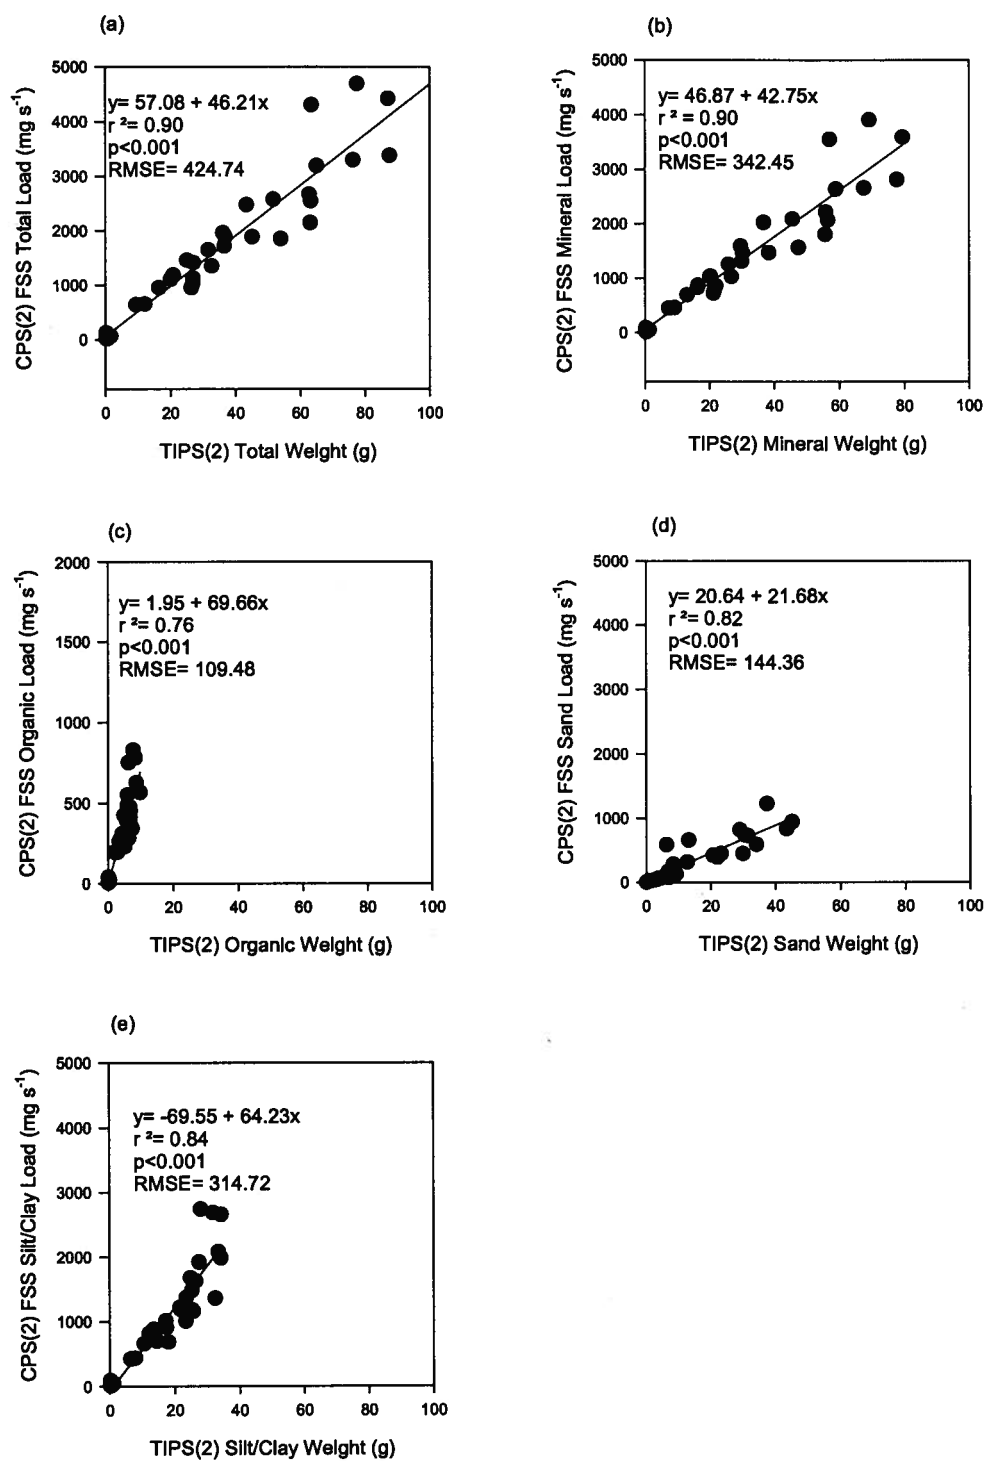 (a)
CPS(2) FSS Total Load (mg s⁻¹)
5000
4000
3000
2000
1000
0
y= 57.08 + 46.21x
r ²= 0.90
p<0.001
RMSE= 424.74
0 20 40 60 80 100
TIPS(2) Total Weight (g)
(b)
CPS(2) FSS Mineral Load (mg s⁻¹)
5000
4000
3000
2000
1000
0
y= 46.87 + 42.75x
r ² = 0.90
p<0.001
RMSE= 342.45
0 20 40 60 80 100
TIPS(2) Mineral Weight (g)
(c)
CPS(2) FSS Organic Load (mg s⁻¹)
2000
1500
1000
500
0
y= 1.95 + 69.66x
r ²= 0.76
p<0.001
RMSE= 109.48
0 20 40 60 80 100
TIPS(2) Organic Weight (g)
(d)
CPS(2) FSS Sand Load (mg s⁻¹)
5000
4000
3000
2000
1000
0
y= 20.64 + 21.68x
r ²= 0.82
p<0.001
RMSE= 144.36
0 20 40 60 80 100
TIPS(2) Sand Weight (g)
(e)
CPS(2) FSS Silt/Clay Load (mg s⁻¹)
5000
4000
3000
2000
1000
0
y= -69.55 + 64.23x
r ²= 0.84
p<0.001
RMSE= 314.72
0 20 40 60 80 100
TIPS(2) Silt/Clay Weight (g)